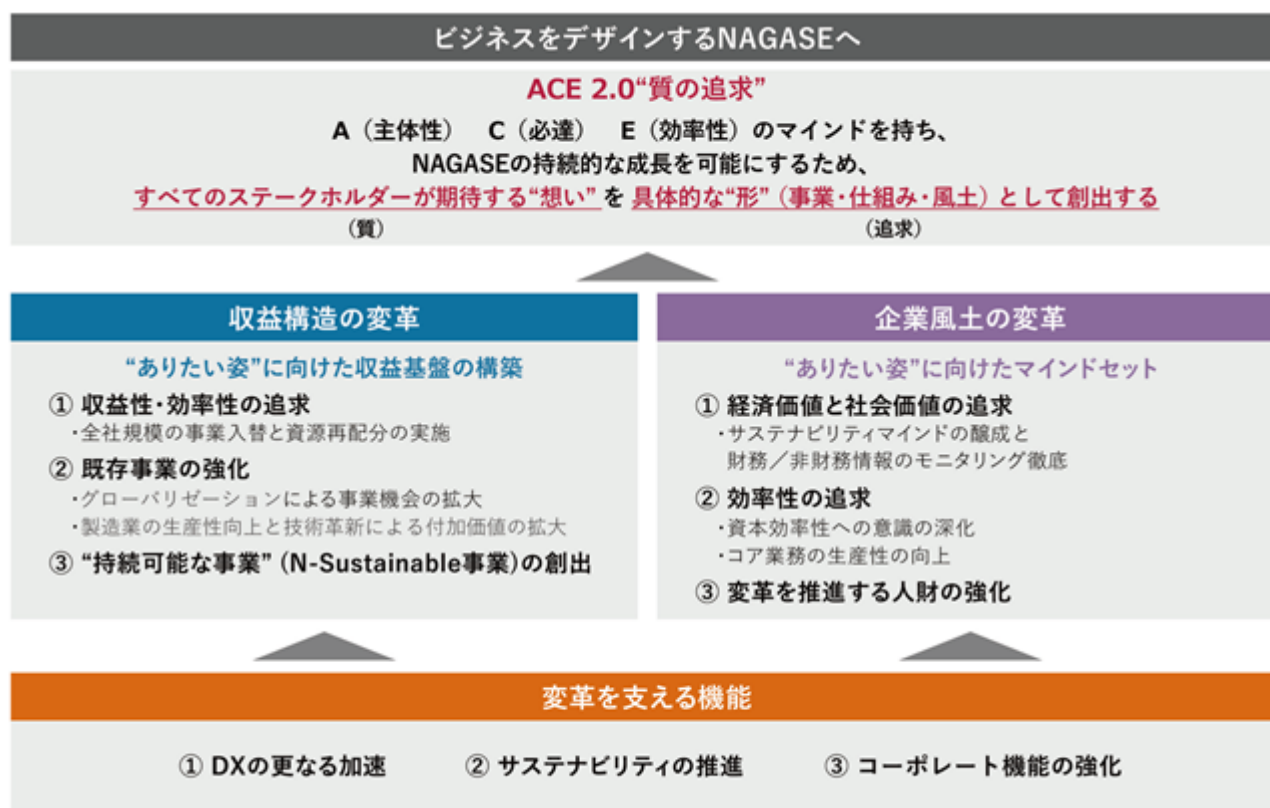 ビジネスをデザインするNAGASEへ
ACE 2.0“質の追求”
A（主体性）　C（必達）　E（効率性）のマインドを持ち、
NAGASEの持続的な成長を可能にするため、
すべてのステークホルダーが期待する“想い” を 具体的な“形”（事業・仕組み・風土）として創出する
（質）　（追求）
収益構造の変革
“ありたい姿”に向けた収益基盤の構築
① 収益性・効率性の追求
・全社規模の事業入替と資源再配分の実施
② 既存事業の強化
・グローバリゼーションによる事業機会の拡大
・製造業の生産性向上と技術革新による付加価値の拡大
③ “持続可能な事業” (N-Sustainable事業)の創出
企業風土の変革
“ありたい姿”に向けたマインドセット
① 経済価値と社会価値の追求
・サステナビリティマインドの醸成と
財務／非財務情報のモニタリング徹底
② 効率性の追求
・資本効率性への意識の深化
・コア業務の生産性の向上
③ 変革を推進する人財の強化
変革を支える機能
① DXの更なる加速　② サステナビリティの推進　③ コーポレート機能の強化